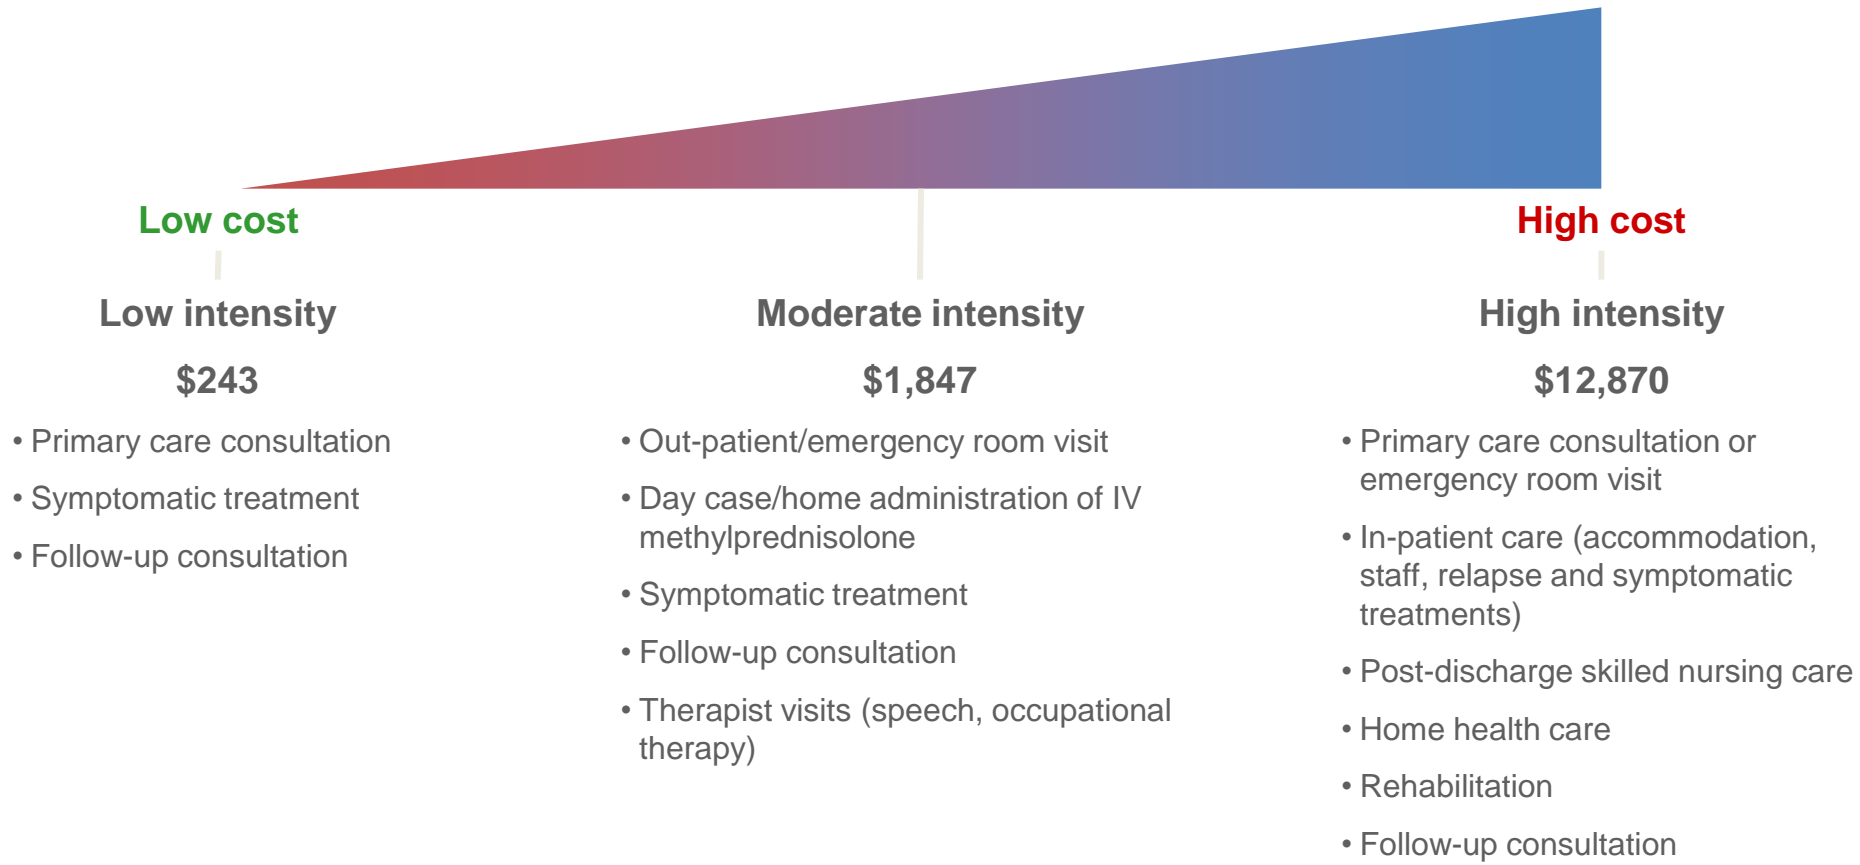 Low cost
High cost
Low intensity
$243
• Primary care consultation
• Symptomatic treatment
• Follow-up consultation
Moderate intensity
$1,847
• Out-patient/emergency room visit
• Day case/home administration of IV
methylprednisolone
• Symptomatic treatment
• Follow-up consultation
• Therapist visits (speech, occupational
therapy)
High intensity
$12,870
• Primary care consultation or
emergency room visit
• In-patient care (accommodation,
staff, relapse and symptomatic
treatments)
• Post-discharge skilled nursing care
• Home health care
• Rehabilitation
• Follow-up consultation